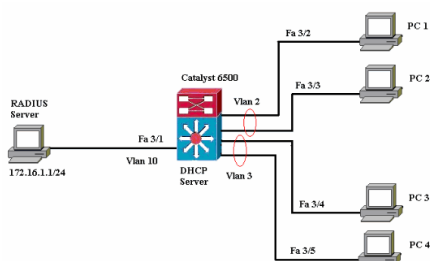 Fa 3/2
PC 1
Catalyst 6500
Vlan 2
Fa 3/3
PC 2
RADIUS
Server
Fa 3/1
172.16.1.1/24
Vlan 10
DHCP
Server
Vlan 3
Fa 3/4
PC 3
Fa 3/5
PC 4